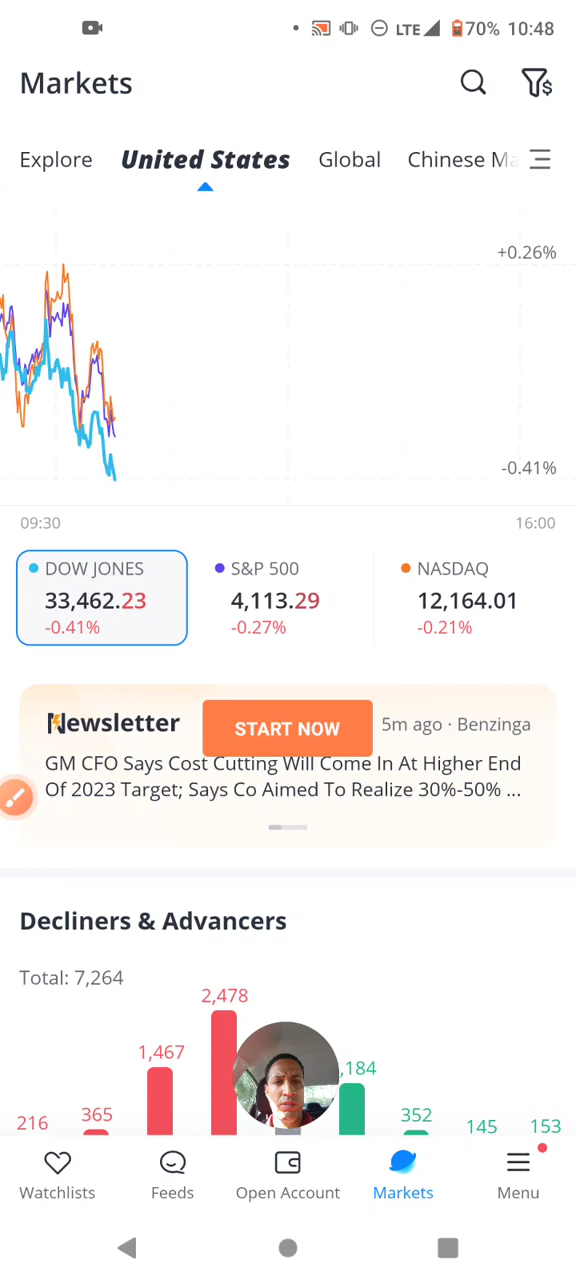 LTE 70% 10:48
Markets
Explore United States Global Chinese
+0.26%
-0.41%
09:30 16:00
DOW JONES S&P 500 NASDAQ
33,462.23 4,113.29 12,164.01
-0.41% -0.27% -0.21%
Newsletter START NOW 5m ago · Benzinga
GM CFO Says Cost Cutting Will Come In At Higher End
Of 2023 Target; Says Co Aimed To Realize 30%-50% ...
Decliners & Advancers
Total: 7,264
2,478
1,467 ,184
216 365 352 145 153
Watchlists Feeds Open Account Markets Menu